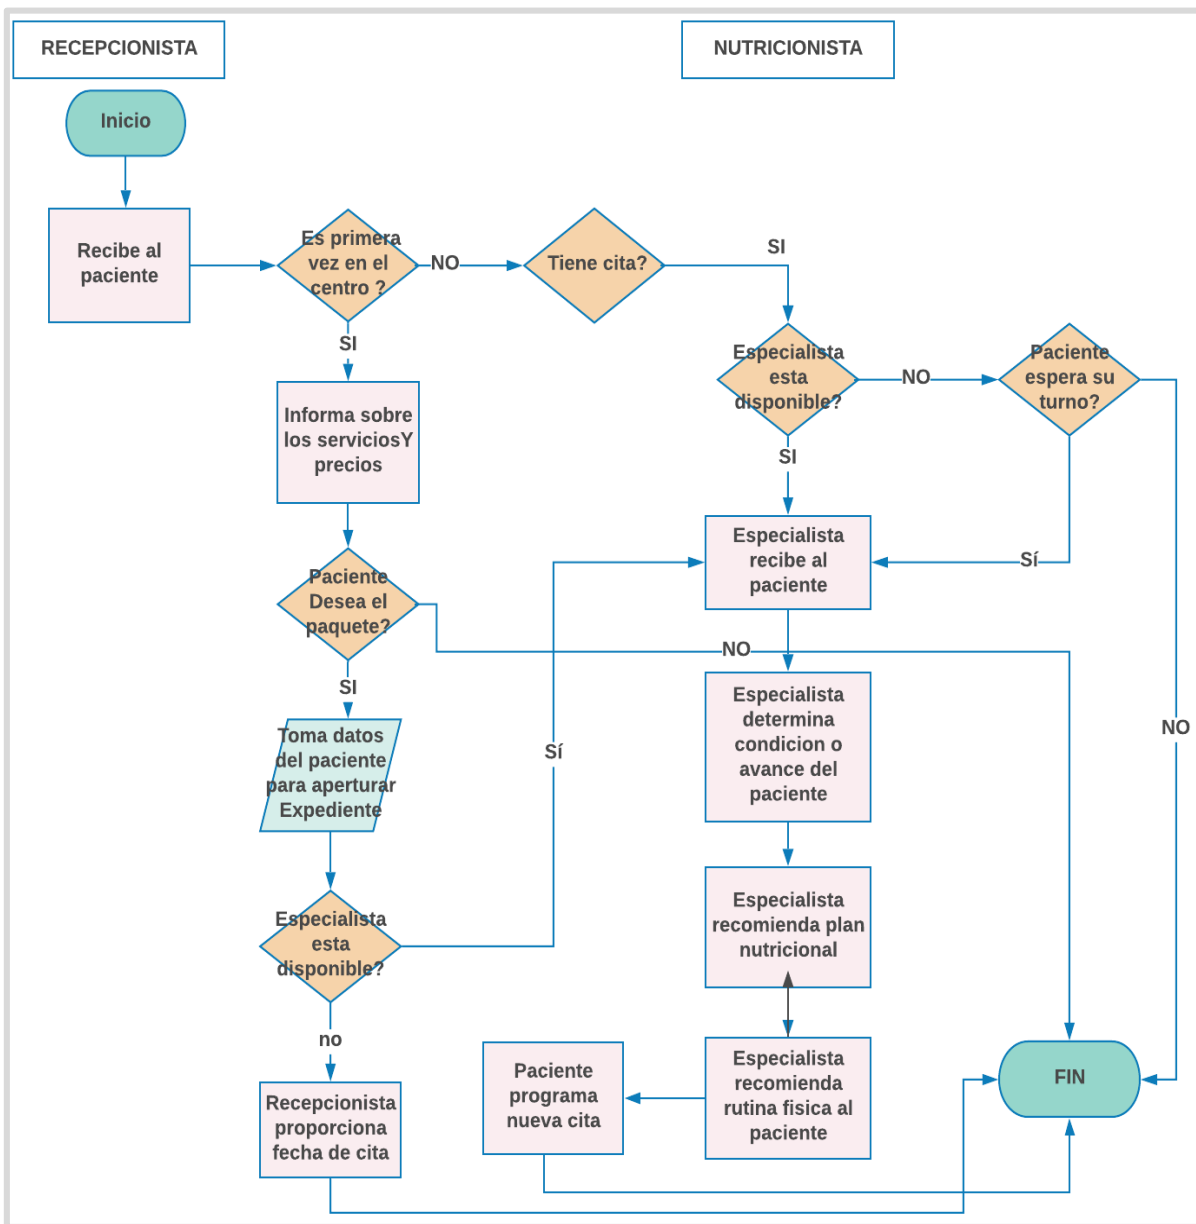 RECEPCIONISTA
NUTRICIONISTA
Inicio
Recibe al
paciente
Es primera
vez en el
centro ?
NO
Tiene cita?
SI
SI
Especialista
esta
disponible?
NO
Paciente
espera su
turno?
Informa sobre
los serviciosY
precios
SI
Especialista
recibe al
paciente
Sí
Paciente
Desea el
paquete?
NO
SI
Especialista
determina
condicion o
avance del
paciente
Toma datos
del paciente
para aperturar
Expediente
Sí
NO
Especialista
esta
disponible?
Especialista
recomienda plan
nutricional
no
Recepcionista
proporciona
fecha de cita
Paciente
programa
nueva cita
Especialista
recomienda
rutina fisica al
paciente
FIN